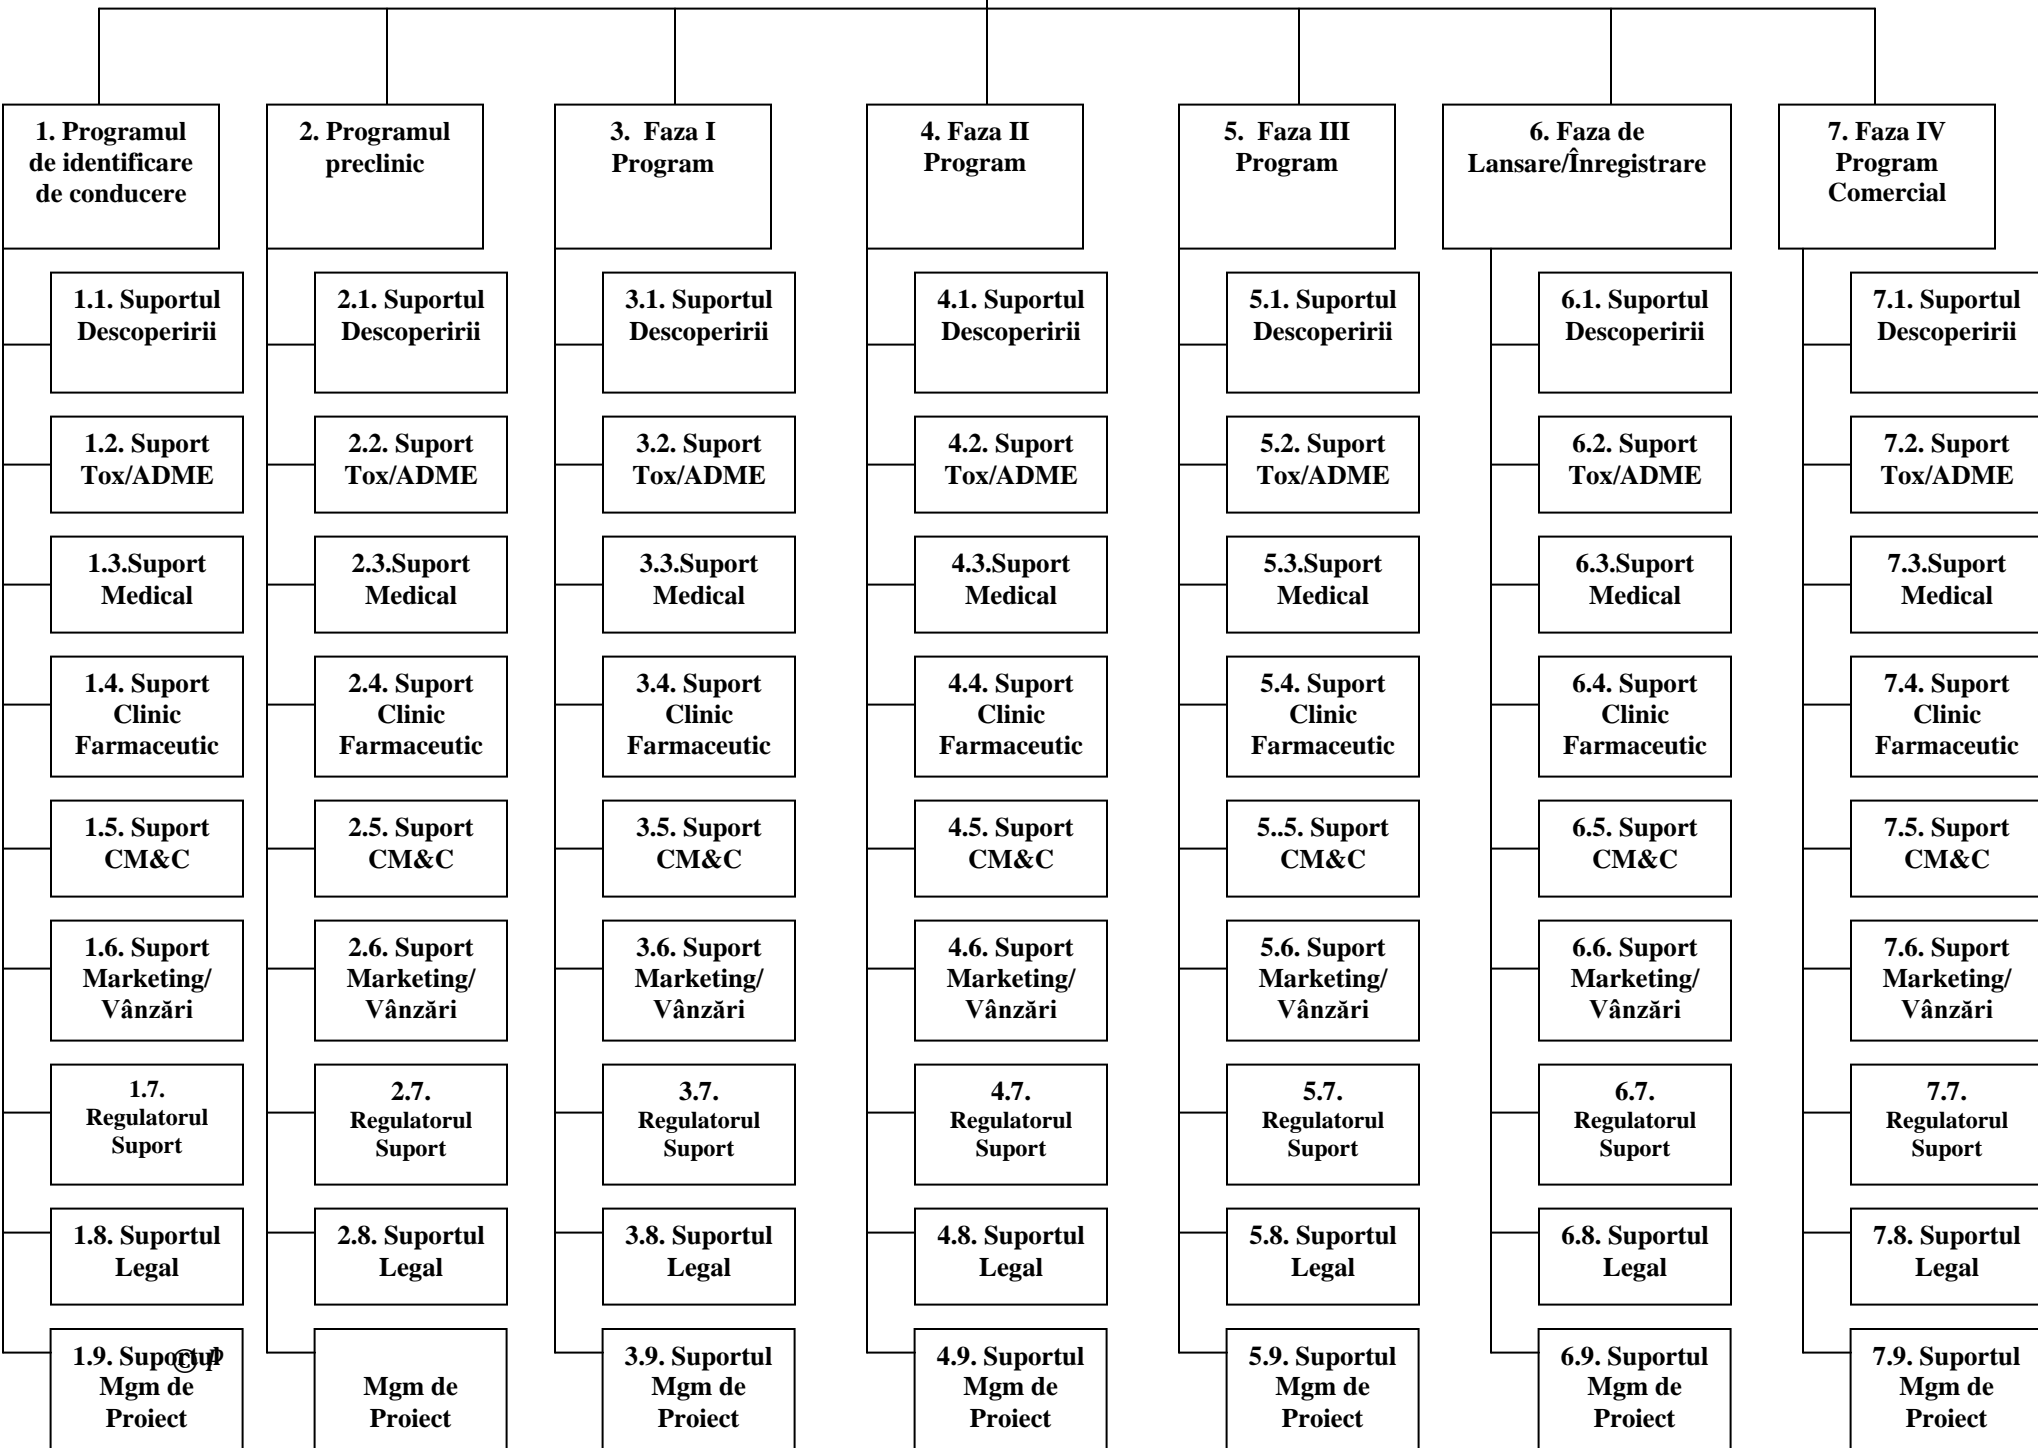 1. Programul
de identificare
de conducere
1.1. Suportul
Descoperirii
1.2. Suport
Tox/ADME
1.3.Suport
Medical
1.4. Suport
Clinic
Farmaceutic
1.5. Suport
CM&C
1.6. Suport
Marketing/
Vânzări
1.7.
Regulatorul
Suport
1.8. Suportul
Legal
1.9. Suportul
Mgm de
Proiect
© P
2. Programul
preclinic
2.1. Suportul
Descoperirii
2.2. Suport
Tox/ADME
2.3.Suport
Medical
2.4. Suport
Clinic
Farmaceutic
2.5. Suport
CM&C
2.6. Suport
Marketing/
Vânzări
2.7.
Regulatorul
Suport
2.8. Suportul
Legal
Mgm de
Proiect
3. Faza I
Program
3.1. Suportul
Descoperirii
3.2. Suport
Tox/ADME
3.3.Suport
Medical
3.4. Suport
Clinic
Farmaceutic
3.5. Suport
CM&C
3.6. Suport
Marketing/
Vânzări
3.7.
Regulatorul
Suport
3.8. Suportul
Legal
3.9. Suportul
Mgm de
Proiect
4. Faza II
Program
4.1. Suportul
Descoperirii
4.2. Suport
Tox/ADME
4.3.Suport
Medical
4.4. Suport
Clinic
Farmaceutic
4.5. Suport
CM&C
4.6. Suport
Marketing/
Vânzări
4.7.
Regulatorul
Suport
4.8. Suportul
Legal
4.9. Suportul
Mgm de
Proiect
5. Faza III
Program
5.1. Suportul
Descoperirii
5.2. Suport
Tox/ADME
5.3.Suport
Medical
5.4. Suport
Clinic
Farmaceutic
5..5. Suport
CM&C
5.6. Suport
Marketing/
Vânzări
5.7.
Regulatorul
Suport
5.8. Suportul
Legal
5.9. Suportul
Mgm de
Proiect
6. Faza de
Lansare/Înregistrare
6.1. Suportul
Descoperirii
6.2. Suport
Tox/ADME
6.3.Suport
Medical
6.4. Suport
Clinic
Farmaceutic
6.5. Suport
CM&C
6.6. Suport
Marketing/
Vânzări
6.7.
Regulatorul
Suport
6.8. Suportul
Legal
6.9. Suportul
Mgm de
Proiect
7. Faza IV
Program
Comercial
7.1. Suportul
Descoperirii
7.2. Suport
Tox/ADME
7.3.Suport
Medical
7.4. Suport
Clinic
Farmaceutic
7.5. Suport
CM&C
7.6. Suport
Marketing/
Vânzări
7.7.
Regulatorul
Suport
7.8. Suportul
Legal
7.9. Suportul
Mgm de
Proiect